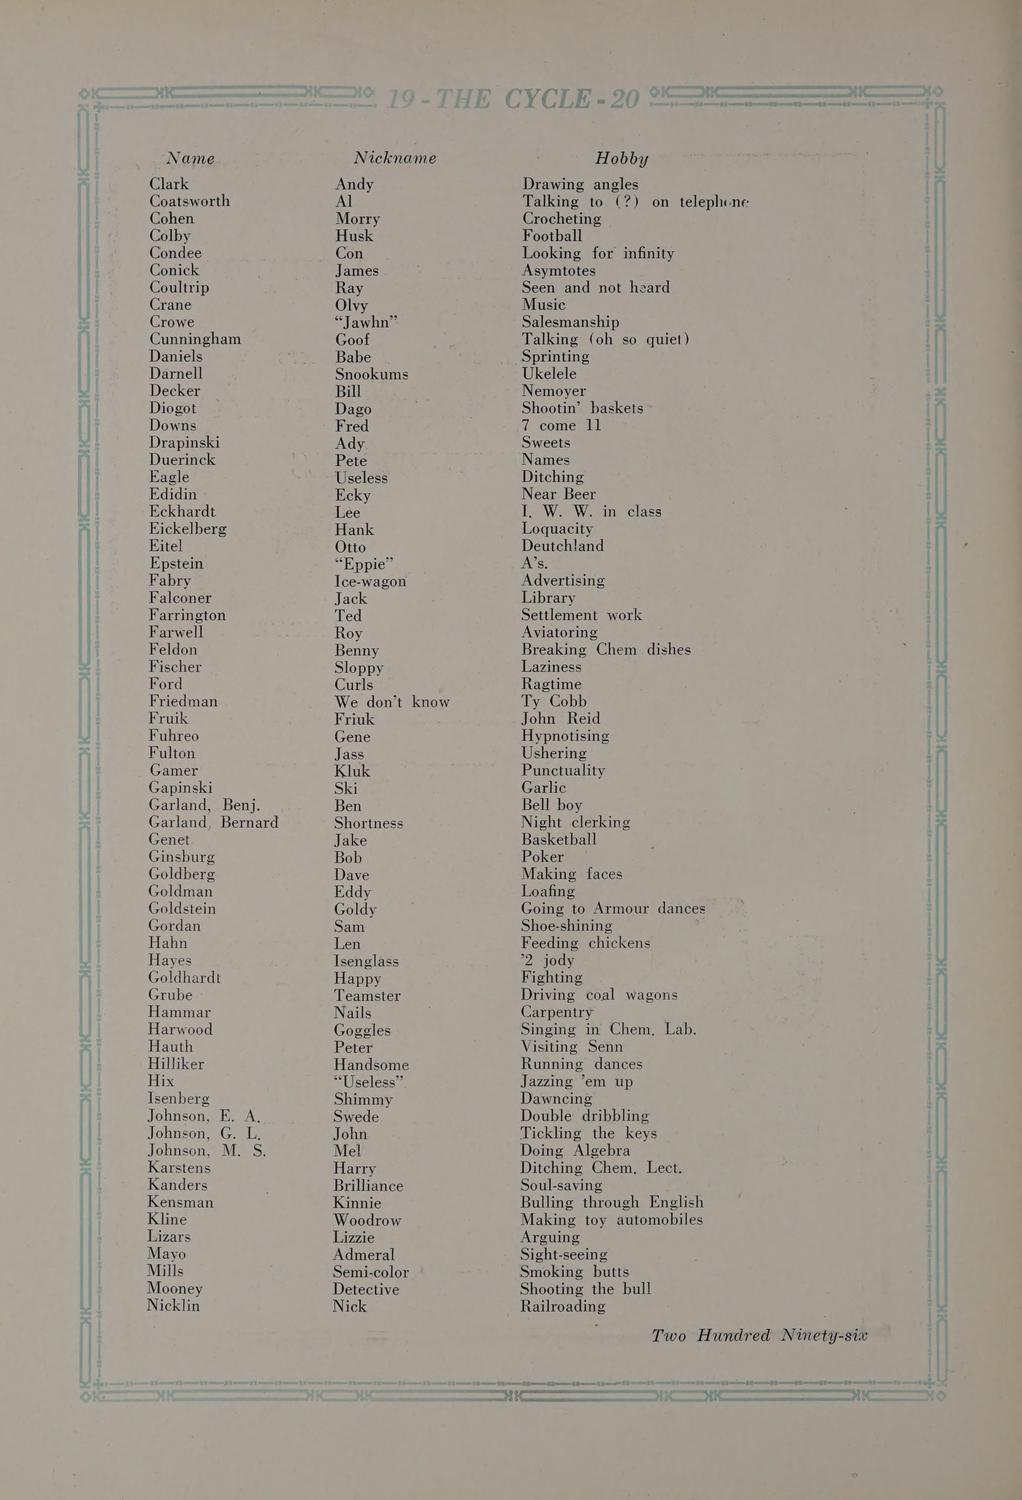 19-THE CYCLE-20
Name Nickname Hobby
Clark Andy Drawing angles
Coatsworth Al Talking to (?) on telephone
Cohen Morry Crocheting
Colby Husk Football
Condee Con Looking for infinity
Conick James Asymtotes
Coultrip Ray Seen and not heard
Crane Olvy Music
Crowe “Jawhn” Salesmanship
Cunningham Goof Talking (oh so quiet)
Daniels Babe Sprinting
Darnell Snookums Ukelele
Decker Bill Nemoyer
Diogot Dago Shootin’ baskets
Downs Fred 7 come 11
Drapinski Ady Sweets
Duerinck Pete Names
Eagle Useless Ditching
Edidin Ecky Near Beer
Eckhardt Lee I. W. W. in class
Eickelberg Hank Loquacity
Eitel Otto Deutchland
Epstein “Eppie” A’s.
Fabry Ice-wagon Advertising
Falconer Jack Library
Farrington Ted Settlement work
Farwell Roy Aviatoring
Feldon Benny Breaking Chem dishes
Fischer Sloppy Laziness
Ford Curls Ragtime
Friedman We don’t know Ty Cobb
Fruik Friuk John Reid
Fuhreo Gene Hypnotising
Fulton Jass Ushering
Gamer Kluk Punctuality
Gapinski Ski Garlic
Garland, Benj. Ben Bell boy
Garland, Bernard Shortness Night clerking
Genet Jake Basketball
Ginsburg Bob Poker
Goldberg Dave Making faces
Goldman Eddy Loafing
Goldstein Goldy Going to Armour dances
Gordan Sam Shoe-shining
Hahn Len Feeding chickens
Hayes Isenglass ’2 jody
Goldhardt Happy Fighting
Grube Teamster Driving coal wagons
Hammar Nails Carpentry
Harwood Goggles Singing in Chem. Lab.
Hauth Peter Visiting Senn
Hilliker Handsome Running dances
Hix “Useless” Jazzing ’em up
Isenberg Shimmy Dawncing
Johnson, E. A. Swede Double dribbling
Johnson, G. L. John Tickling the keys
Johnson, M. S. Mel Doing Algebra
Karstens Harry Ditching Chem. Lect.
Kanders Brilliance Soul-saving
Kensman Kinnie Bulling through English
Kline Woodrow Making toy automobiles
Lizars Lizzie Arguing
Mayo Admeral Sight-seeing
Mills Semi-color Smoking butts
Mooney Detective Shooting the bull
Nicklin Nick Railroading
Two Hundred Ninety-six